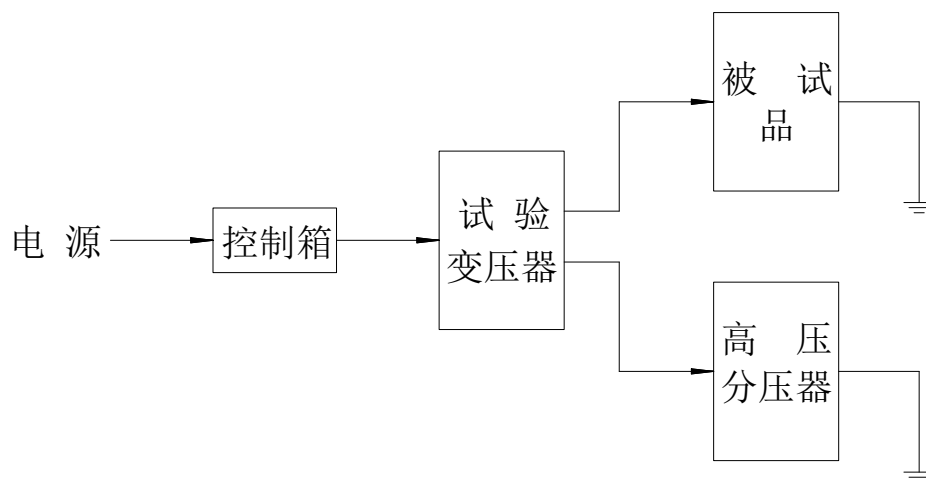 电 源
控制箱
试 验
变压器
被 试
品
高 压
分压器